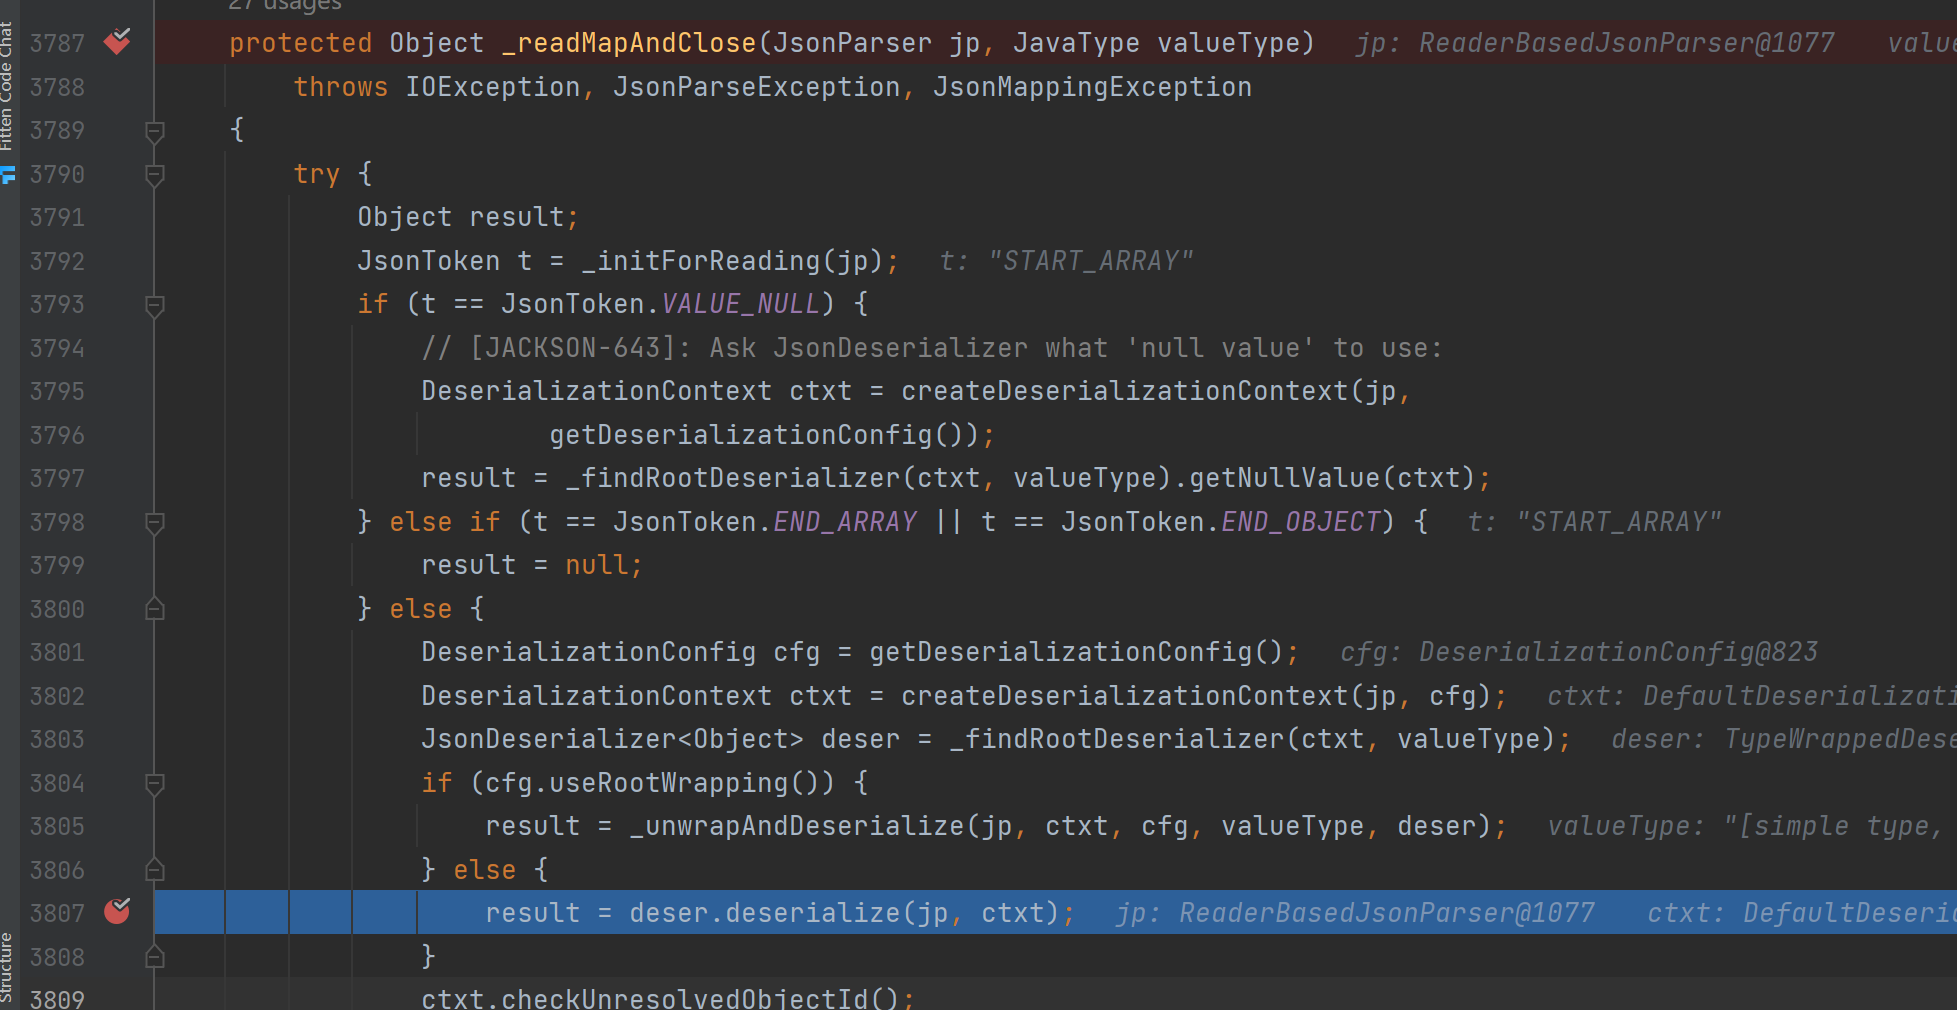 27 usages
Fitten Code Chat
3787 protected Object _readMapAndClose(JsonParser jp, JavaType valueType) jp: ReaderBasedJsonParser@1077
3788 throws IOException, JsonParseException, JsonMappingException
3789 {
3790 try {
3791 Object result;
3792 JsonToken t = _initForReading(jp); t: "START_ARRAY"
3793 if (t == JsonToken.VALUE_NULL) {
3794 // [JACKSON-643]: Ask JsonDeserializer what 'null value' to use:
3795 DeserializationContext ctxt = createDeserializationContext(jp,
3796 getDeserializationConfig());
3797 result = _findRootDeserializer(ctxt, valueType).getNullValue(ctxt);
3798 } else if (t == JsonToken.END_ARRAY || t == JsonToken.END_OBJECT) { t: "START_ARRAY"
3799 result = null;
3800 } else {
3801 DeserializationConfig cfg = getDeserializationConfig(); cfg: DeserializationConfig@823
3802 DeserializationContext ctxt = createDeserializationContext(jp, cfg); ctxt:
3803 JsonDeserializer<Object> deser = _findRootDeserializer(ctxt, valueType); deser:
3804 if (cfg.useRootWrapping()) {
3805 result = _unwrapAndDeserialize(jp, ctxt, cfg, valueType, deser); valueType: "[simple type,
3806 } else {
3807 result = deser.deserialize(jp, ctxt); jp: ReaderBasedJsonParser@1077 ctxt:
3808 }
3809 ctxt.checkUnresolvedObjectId();
Structure